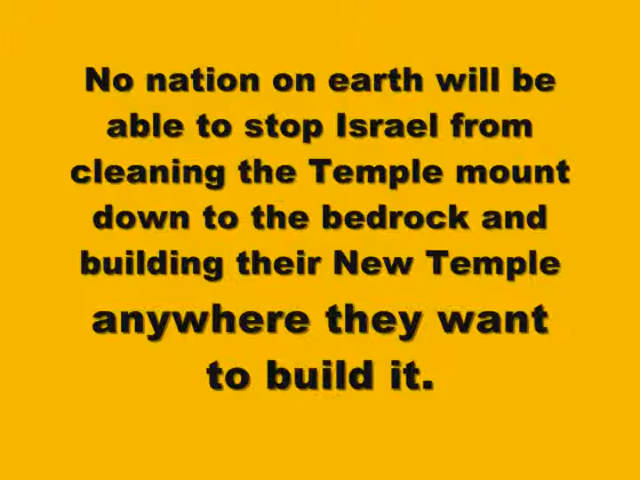 No nation on earth will be
able to stop Israel from
cleaning the Temple mount
down to the bedrock and
building their New Temple
anywhere they want
to build it.